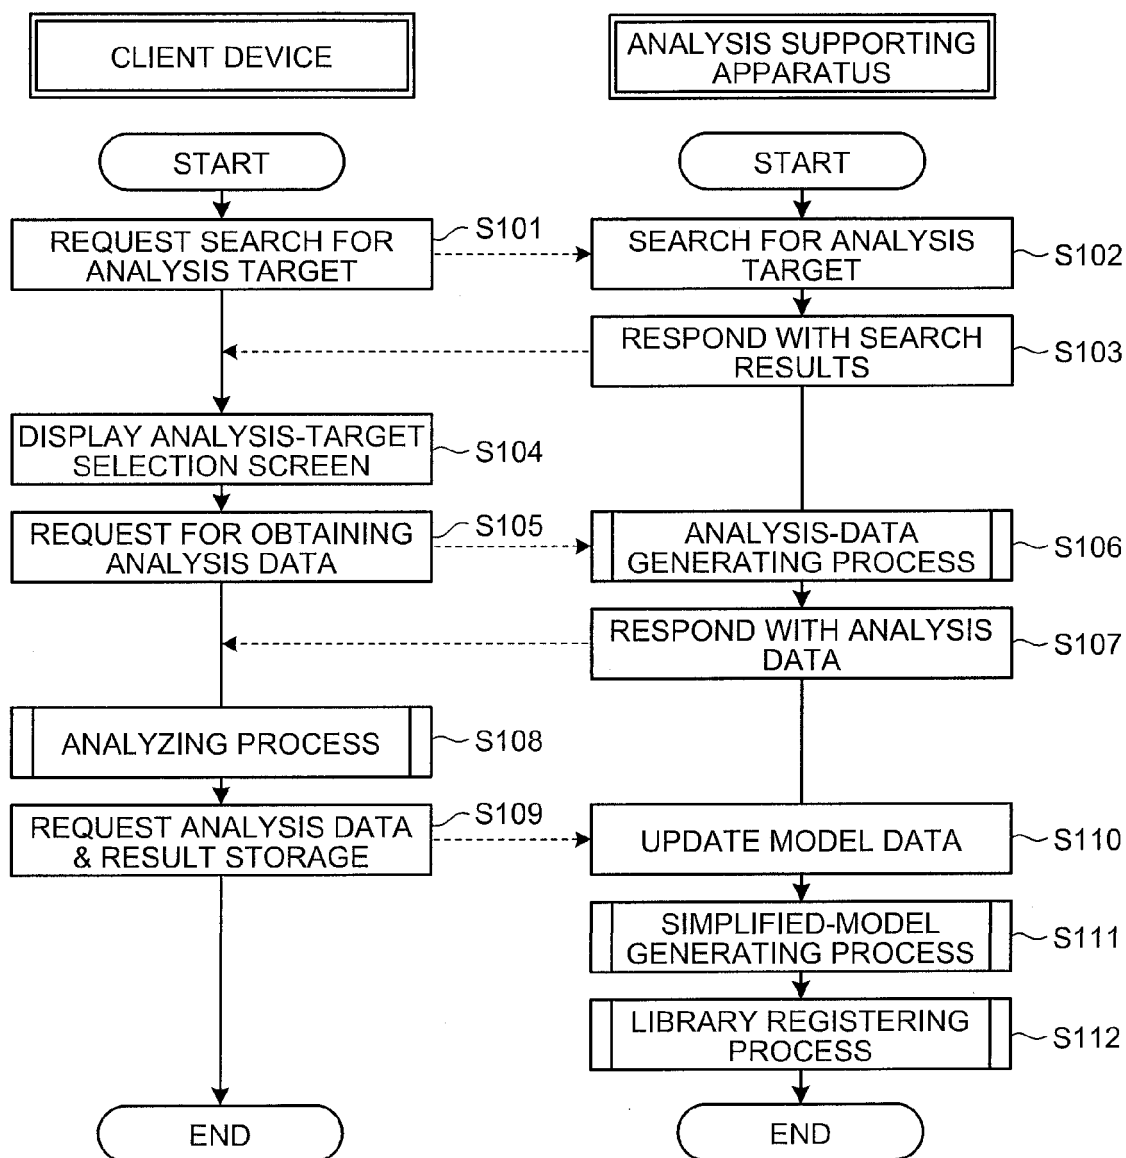 CLIENT DEVICE
ANALYSIS SUPPORTING
APPARATUS
START
START
REQUEST SEARCH FOR
ANALYSIS TARGET
S101
SEARCH FOR ANALYSIS
TARGET
S102
RESPOND WITH SEARCH
RESULTS
S103
DISPLAY ANALYSIS-TARGET
SELECTION SCREEN
S104
REQUEST FOR OBTAINING
ANALYSIS DATA
S105
ANALYSIS-DATA
GENERATING PROCESS
S106
RESPOND WITH ANALYSIS
DATA
S107
ANALYZING PROCESS
S108
REQUEST ANALYSIS DATA
& RESULT STORAGE
S109
UPDATE MODEL DATA
S110
SIMPLIFIED-MODEL
GENERATING PROCESS
S111
LIBRARY REGISTERING
PROCESS
S112
END
END